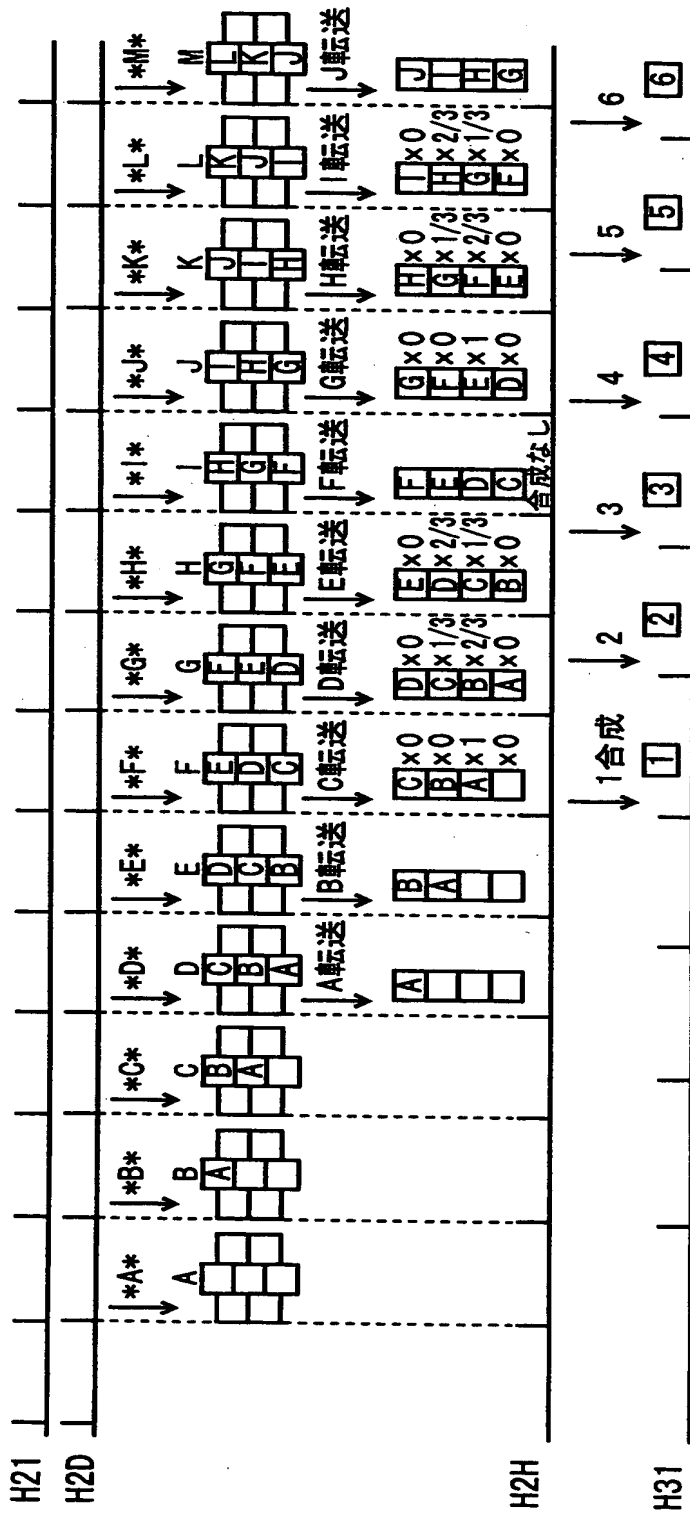 H21
H2D
*A* *B* *C* *D* *E* *F* *G* *H* *I* *J* *K* *L* *M*
A B C D E F G H I J K L M
A B C D E F G H I J K L
A B C D E F G H I J K
A B C D E F G H I J
A転送 B転送 C転送 D転送 E転送 F転送 G転送 H転送 I転送 J転送
A B C×0 D×0 E×0 F G×0 H×0 I×0 J
A B×0 C×1/3 D×2/3 E F×0 G×1/3 H×2/3 I
A×1 B×2/3 C×1/3 D E×1 F×2/3 G×1/3 H
×0 A×0 B×0 C D×0 E×0 F×0 G
合成なし
H2H
1合成 2 3 4 5 6
H31
1 2 3 4 5 6